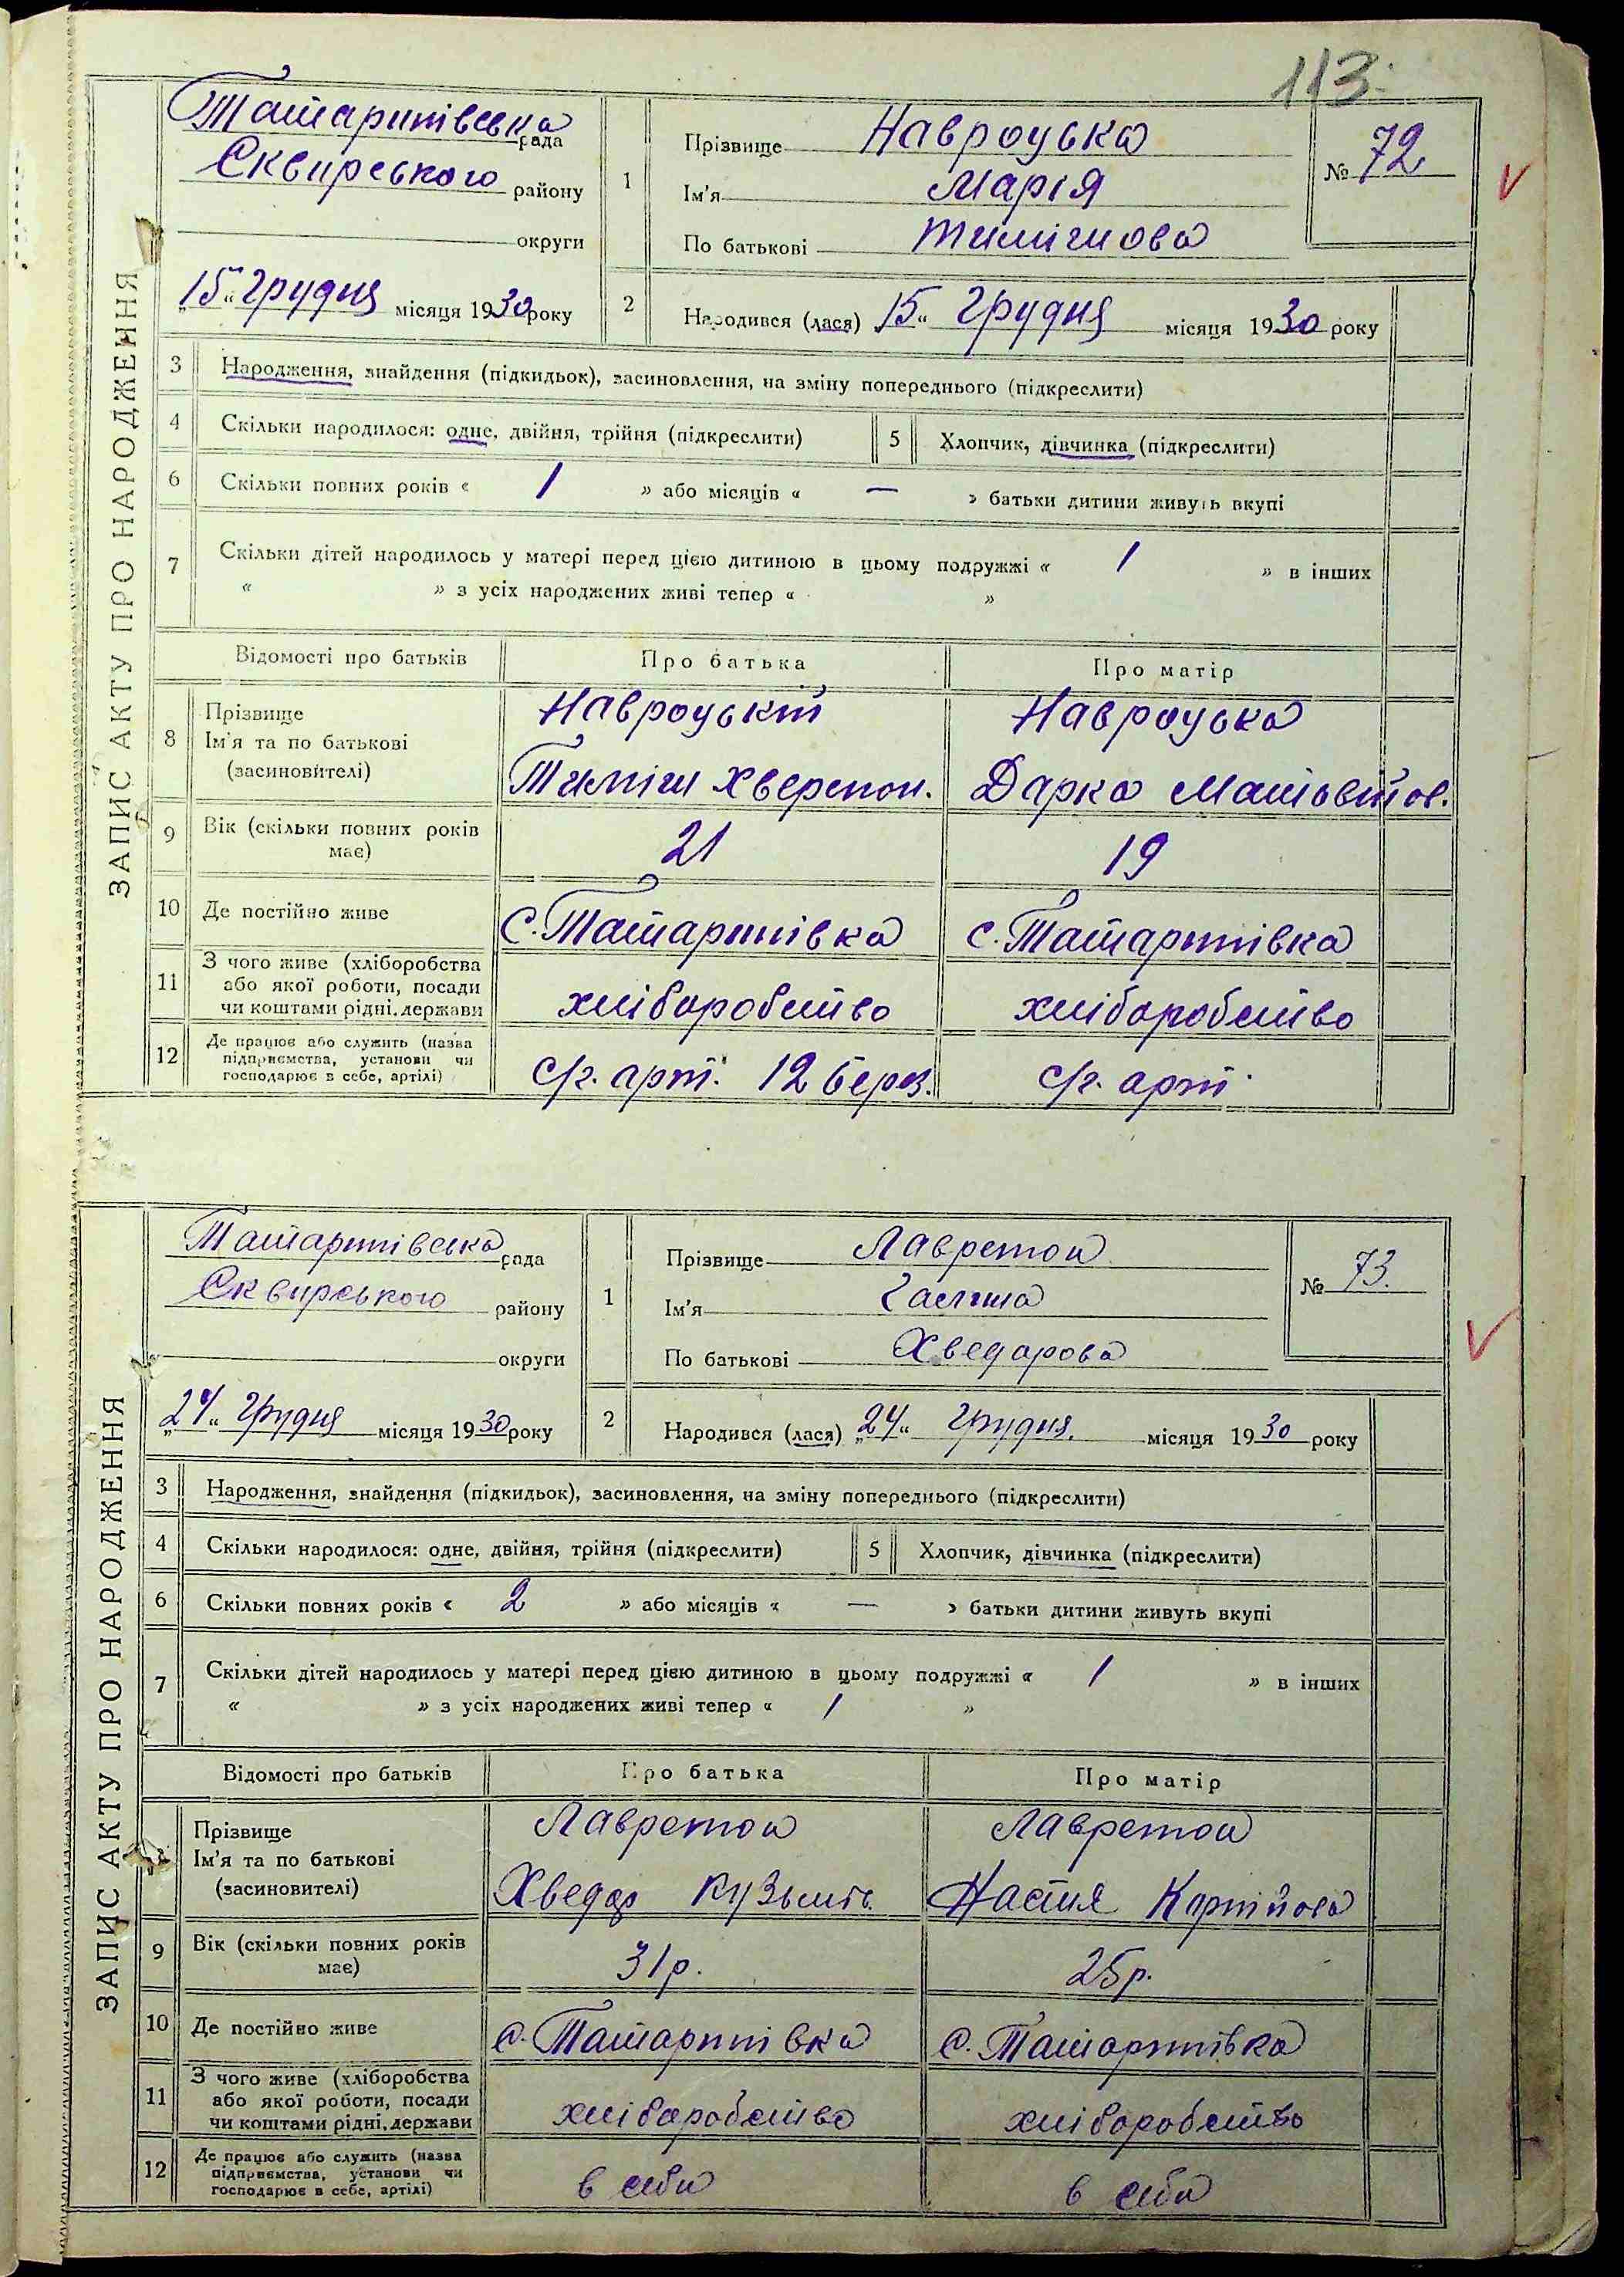 113.
ЗАПИС АКТУ ПРО НАРОДЖЕННЯ
Татаринівська рада
Сквирського району
округи
„15“ Грудня місяця 1930 року
1
Прізвище Навроцька
Ім'я Марія
По батькові Тимішова
№ 72
2
Народився (лася) 15“ Грудня місяця 1930 року
3 Народження, знайдення (підкидьок), засиновлення, на зміну попереднього (підкреслити)
4 Скільки народилося: одне, двійня, трійня (підкреслити) 5 Хлопчик, дівчинка (підкреслити)
6 Скільки повних років « 1 » або місяців « — » батьки дитини живуть вкупі
7 Скільки дітей народилось у матері перед цією дитиною в цьому подружжі « 1 » в інших
« » з усіх народжених живі тепер « »
Відомості про батьків Про батька Про матір
8 Прізвище Навроцький Навроцька
Ім'я та по батькові
(засиновителі) Тиміш Дарка
9 Вік (скільки повних років має) 21 19
10 Де постійно живе с. Татаринівка с. Татаринівка
11 З чого живе (хліборобства або якої роботи, посади чи коштами рідні, держави хліборобство хліборобство
12 Де працює або служить (назва підприємства, установи чи господарює в себе, артілі) с/г. арт. 12 берез. с/г. арт.
ЗАПИС АКТУ ПРО НАРОДЖЕННЯ
Татаринівська рада
Сквирського району
округи
„24“ Грудня місяця 1930 року
1
Прізвище
Ім'я
По батькові Хведорова
№ 73.
2
Народився (лася) „24“ Грудня. місяця 1930 року
3 Народження, знайдення (підкидьок), засиновлення, на зміну попереднього (підкреслити)
4 Скільки народилося: одне, двійня, трійня (підкреслити) 5 Хлопчик, дівчинка (підкреслити)
6 Скільки повних років « 2 » або місяців « — » батьки дитини живуть вкупі
7 Скільки дітей народилось у матері перед цією дитиною в цьому подружжі « 1 » в інших
« » з усіх народжених живі тепер « 1 »
Відомості про батьків Про батька Про матір
Прізвище
Ім'я та по батькові
(засиновителі) Хведор Кузьмів. Настя
9 Вік (скільки повних років має) 31 р. 25 р.
10 Де постійно живе с. Татаринівка с. Татаринівка
11 З чого живе (хліборобства або якої роботи, посади чи коштами рідні, держави хліборобство хліборобство
12 Де працює або служить (назва підприємства, установи чи господарює в себе, артілі) в себе в себе